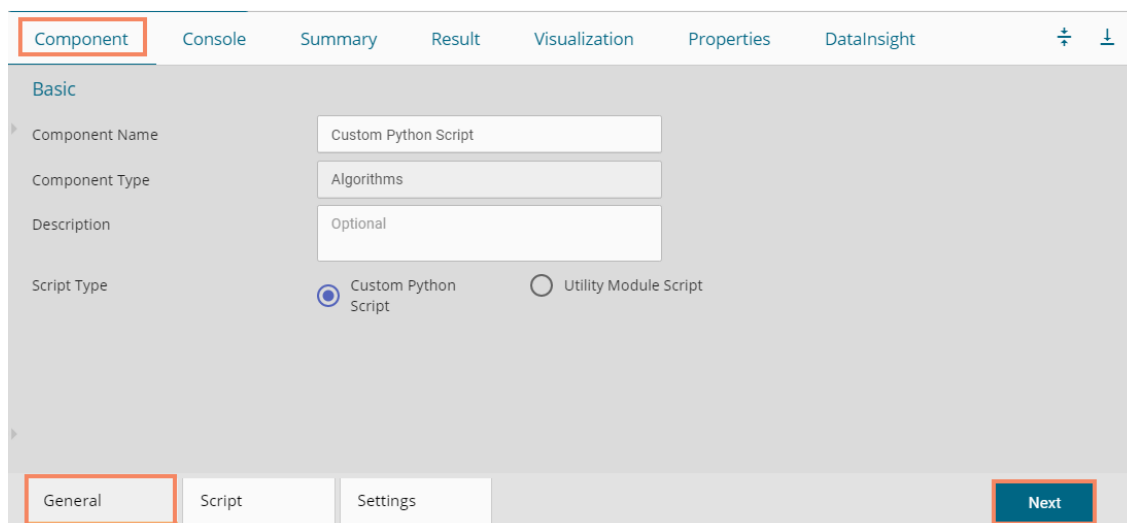 Component Console Summary Result Visualization Properties DataInsight
Basic
Component Name Custom Python Script
Component Type Algorithms
Description Optional
Script Type Custom Python Script Utility Module Script
General Script Settings Next